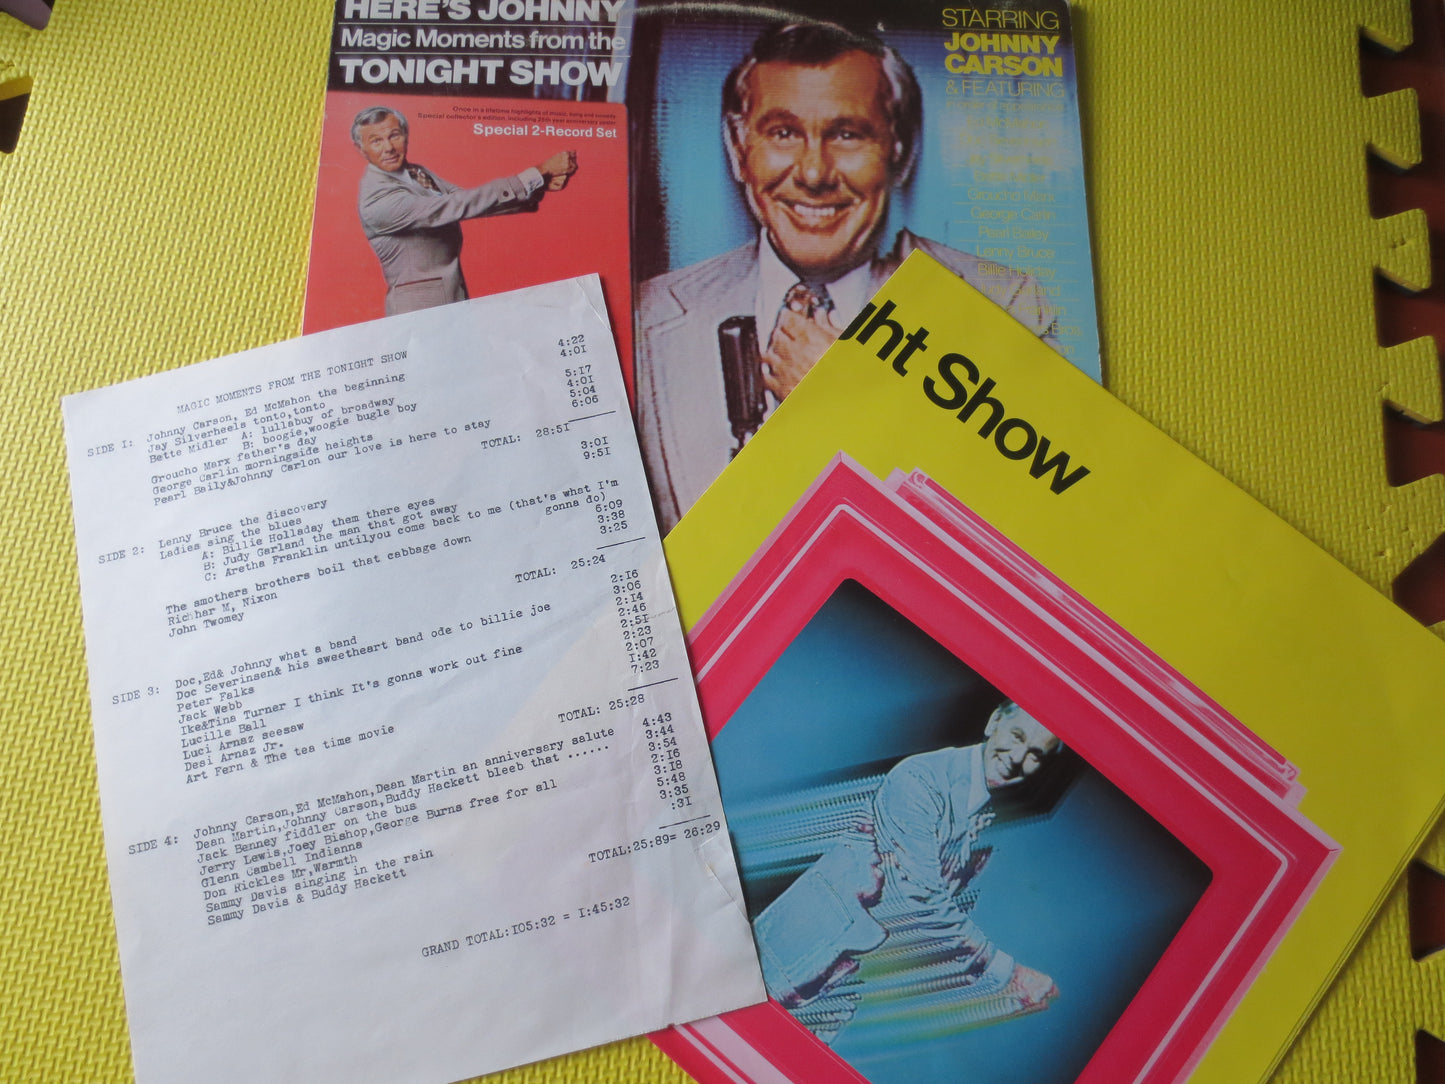 HERE'S JOHNNY
Magic Moments from the
TONIGHT SHOW
Once in a lifetime highlights of music, song and comedy.
Special collector's edition, including 25th year anniversary poster
Special 2-Record Set
STARRING
JOHNNY
CARSON
& FEATURING
Groucho Marx
George Carlin
Pearl Bailey
Lenny Bruce
Billie Holiday
ght Show
MAGIC MOMENTS FROM THE TONIGHT SHOW
SIDE I: Johnny Carson, Ed McMahon the beginning 4:22
Jay Silverheels tonto,tonto 4:0I
Bette Midler A: lullabuy of broadway 5:I7
B: boogie,woogie bugle boy
Groucho Marx father's day 4:0I
George Carlin morningside heights 5:04
Pearl Baily&Johnny Carlon our love is here to stay 6:06
TOTAL: 28:5I
SIDE 2: Lenny Bruce the discovery 3:0I
Ladies sing the blues 9:5I
A: Billie Holladay them there eyes
B: Judy Garland the man that got away
C: Aretha Franklin untilyou come back to me (that's what I'm
gonna do)
The smothers brothers boil that cabbage down 6:09
Richar M, Nixon 3:38
John Twomey 3:25
TOTAL: 25:24
SIDE 3: Doc,Ed& Johnny what a band 2:I6
Doc Severinsen& his sweetheart band ode to billie joe 3:06
Peter Falks 2:I4
Jack Webb 2:46
Ike&Tina Turner I think It's gonna work out fine 2:5I
Lucille Ball 2:23
Luci Arnaz seesaw 2:07
Desi Arnaz Jr. I:42
Art Fern & The tea time movie 7:23
TOTAL: 25:28
SIDE 4: Johnny Carson,Ed McMahon,Dean Martin an anniversary salute 4:43
Dean Martin,Johnny Carson,Buddy Hackett bleeb that ...... 3:44
Jack Benney fiddler on the bus 3:54
Jerry Lewis,Joey Bishop,George Burns free for all 2:I6
Glenn Cambell Indianna 3:I8
Don Rickles Mr,Warmth 5:48
Sammy Davis singing in the rain 3:35
Sammy Davis & Buddy Hackett :3I
TOTAL:25:89= 26:29
GRAND TOTAL:I05:32 = I:45:32